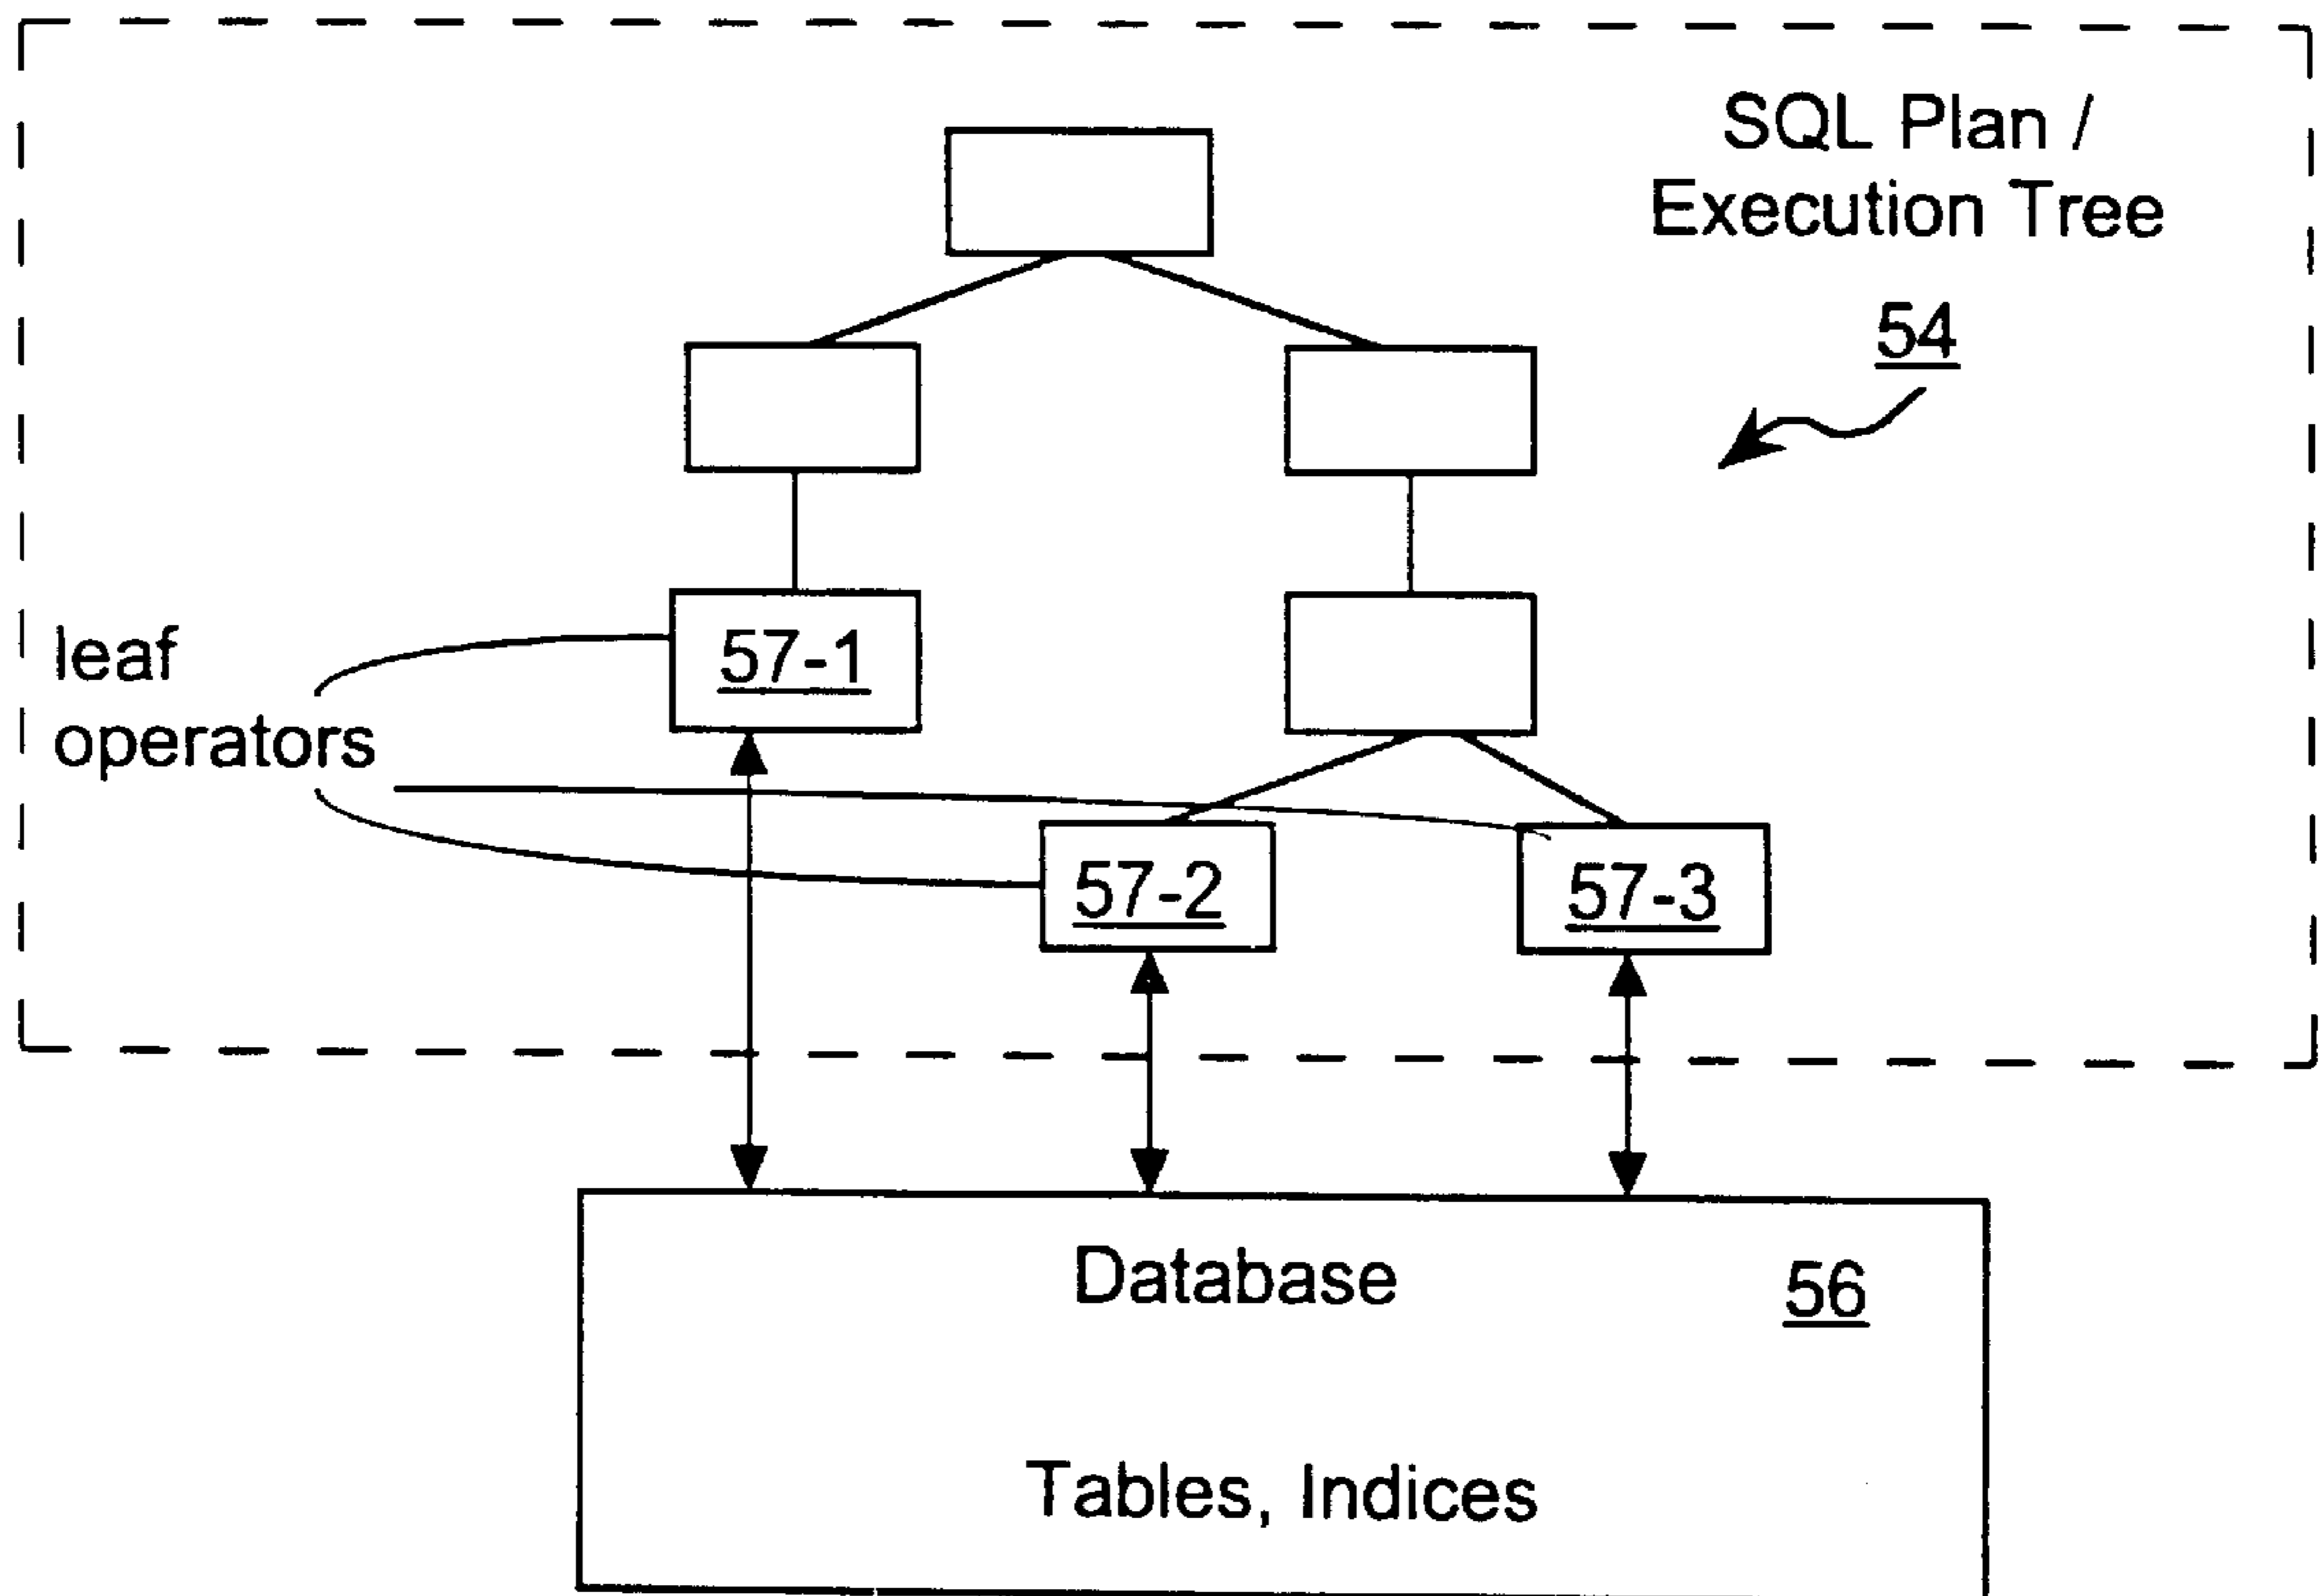 SQL Plan /
Execution Tree
54
leaf
operators
57-1
57-2
57-3
Database
56
Tables, Indices